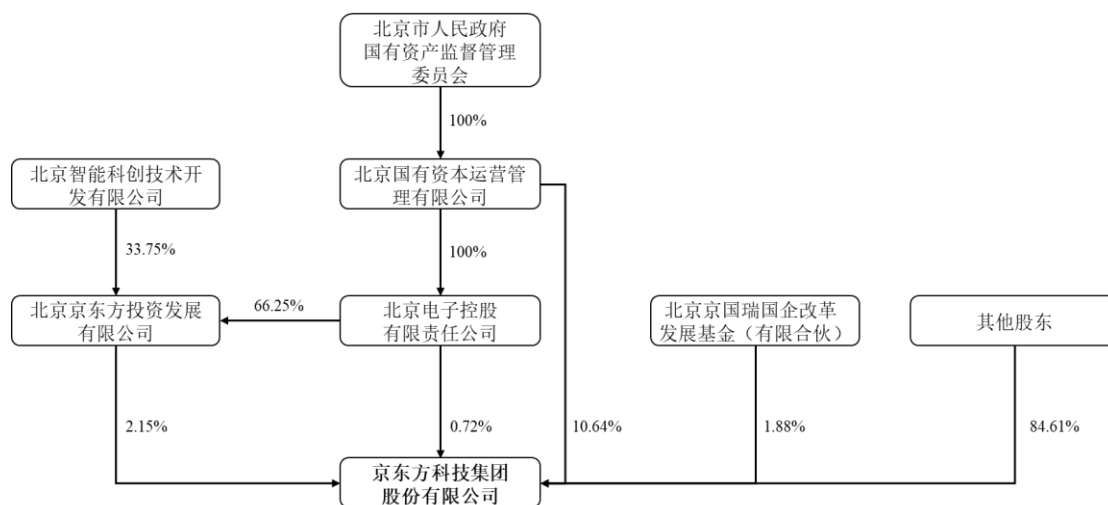 北京市人民政府
国有资产监督管理
委员会
100%
北京智能科创技术开
发有限公司
北京国有资本运营管
理有限公司
33.75%
100%
北京京东方投资发展
有限公司
66.25%
北京电子控股
有限责任公司
北京京国瑞国企改革
发展基金（有限合伙）
其他股东
2.15%
0.72%
10.64%
1.88%
84.61%
京东方科技集团
股份有限公司